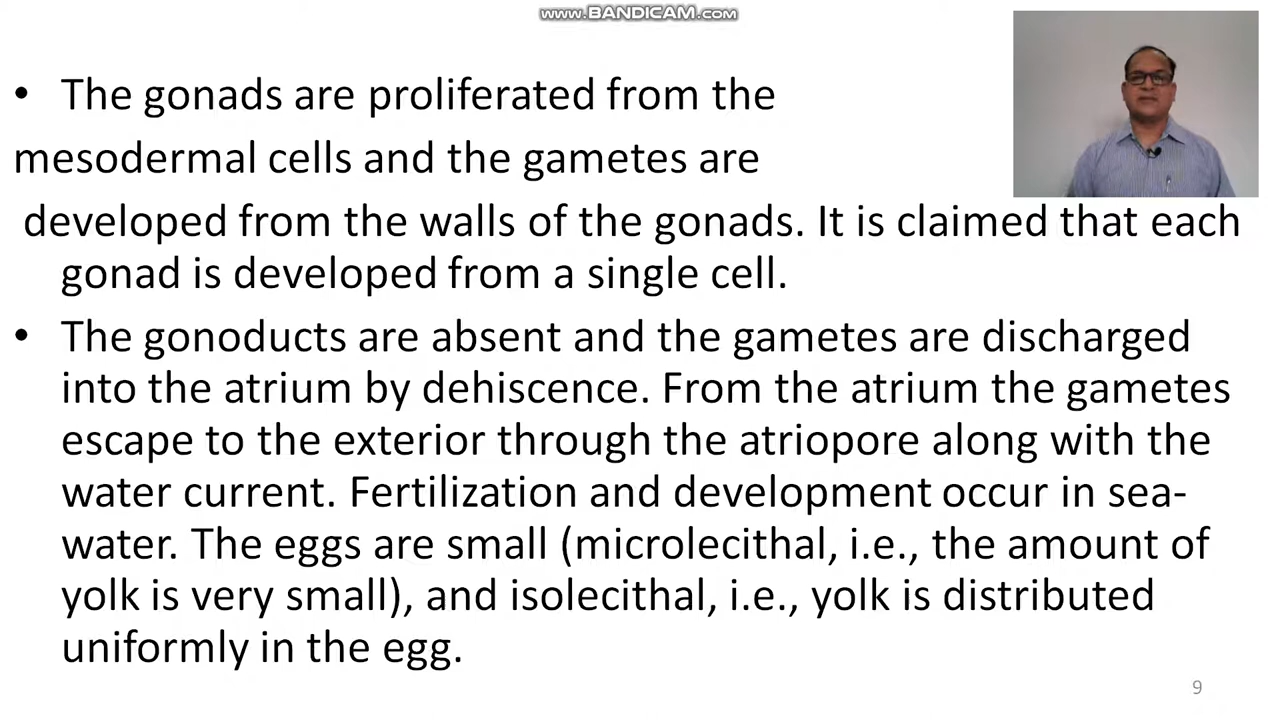 www.BANDICAM.com
• The gonads are proliferated from the
mesodermal cells and the gametes are
developed from the walls of the gonads. It is claimed that each
gonad is developed from a single cell.
• The gonoducts are absent and the gametes are discharged
into the atrium by dehiscence. From the atrium the gametes
escape to the exterior through the atriopore along with the
water current. Fertilization and development occur in sea-
water. The eggs are small (microlecithal, i.e., the amount of
yolk is very small), and isolecithal, i.e., yolk is distributed
uniformly in the egg.
9